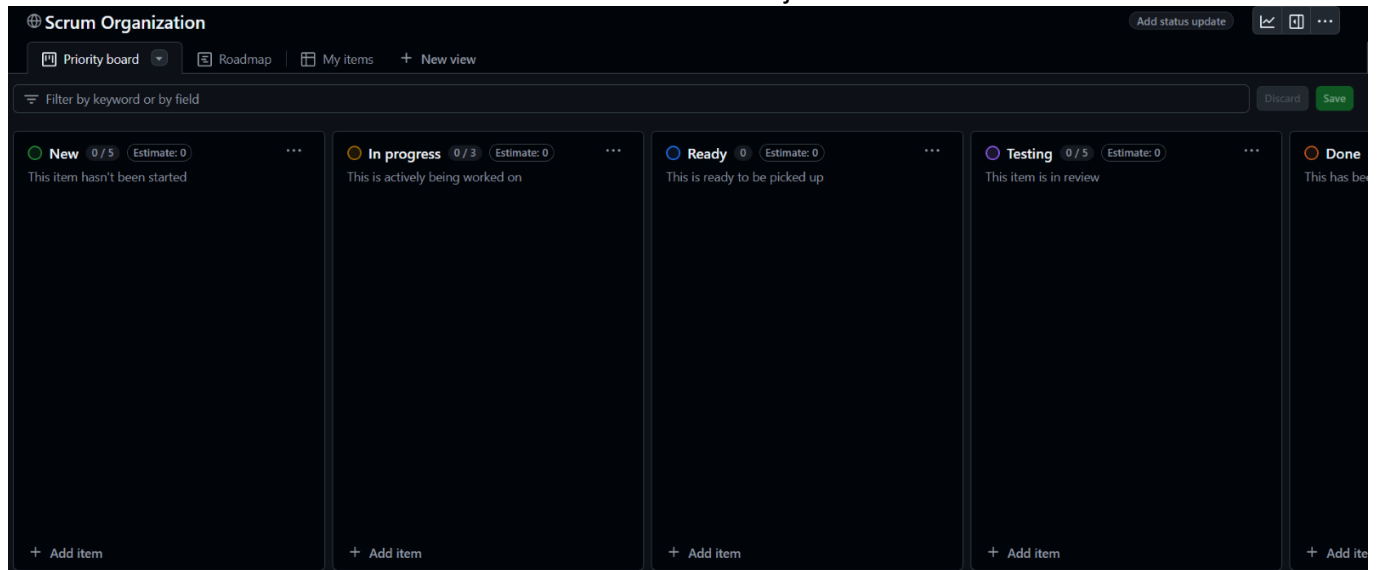 Scrum Organization
Add status update
Priority board
Roadmap
My items
+ New view
Filter by keyword or by field
Discard
Save
New 0 / 5 Estimate: 0
This item hasn't been started
+ Add item
In progress 0 / 3 Estimate: 0
This is actively being worked on
+ Add item
Ready 0 Estimate: 0
This is ready to be picked up
+ Add item
Testing 0 / 5 Estimate: 0
This item is in review
+ Add item
Done
This has
+ Add